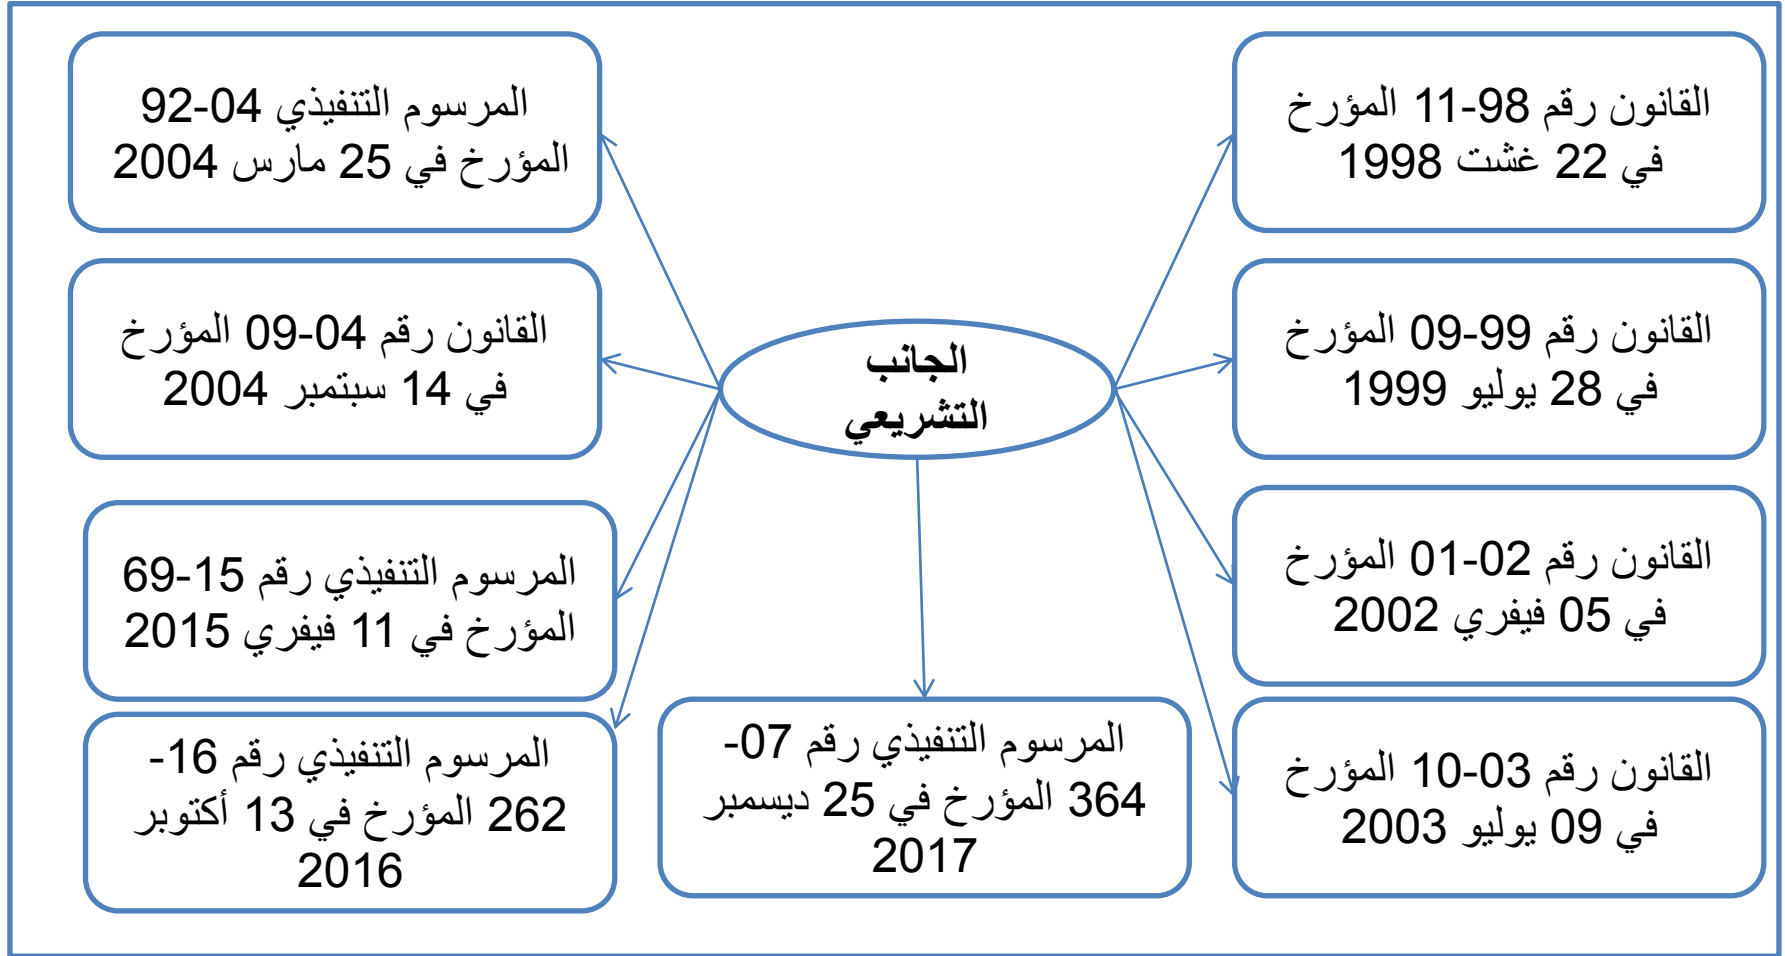 القانون رقم 98-11 المؤرخ
في 22 غشت 1998
القانون رقم 99-09 المؤرخ
في 28 يوليو 1999
القانون رقم 02-01 المؤرخ
في 05 فيفري 2002
القانون رقم 03-10 المؤرخ
في 09 يوليو 2003
الجانب
التشريعي
المرسوم التنفيذي رقم 07-
364 المؤرخ في 25 ديسمبر
2017
المرسوم التنفيذي 04-92
المؤرخ في 25 مارس 2004
القانون رقم 04-09 المؤرخ
في 14 سبتمبر 2004
المرسوم التنفيذي رقم 15-69
المؤرخ في 11 فيفري 2015
المرسوم التنفيذي رقم 16-
262 المؤرخ في 13 أكتوبر
2016